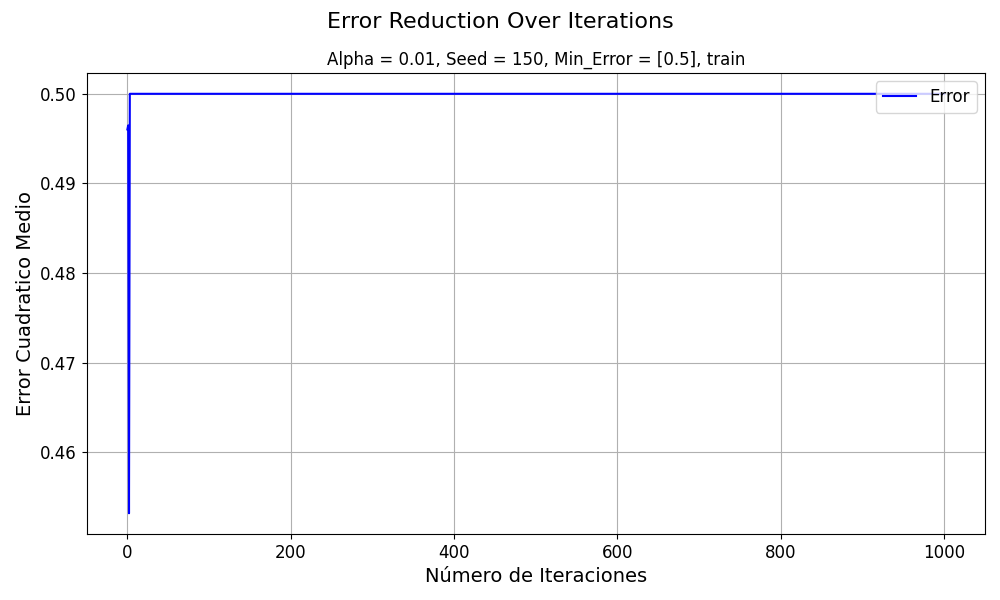 Error Reduction Over Iterations
Alpha = 0.01, Seed = 150, Min_Error = [0.5], train
Error
0.50
0.49
0.48
0.47
0.46
Error Cuadratico Medio
0 200 400 600 800 1000
Número de Iteraciones